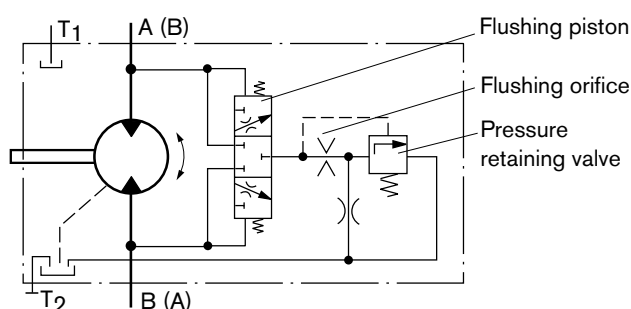 T1
A (B)
Flushing piston
Flushing orifice
Pressure
retaining valve
T2
B (A)